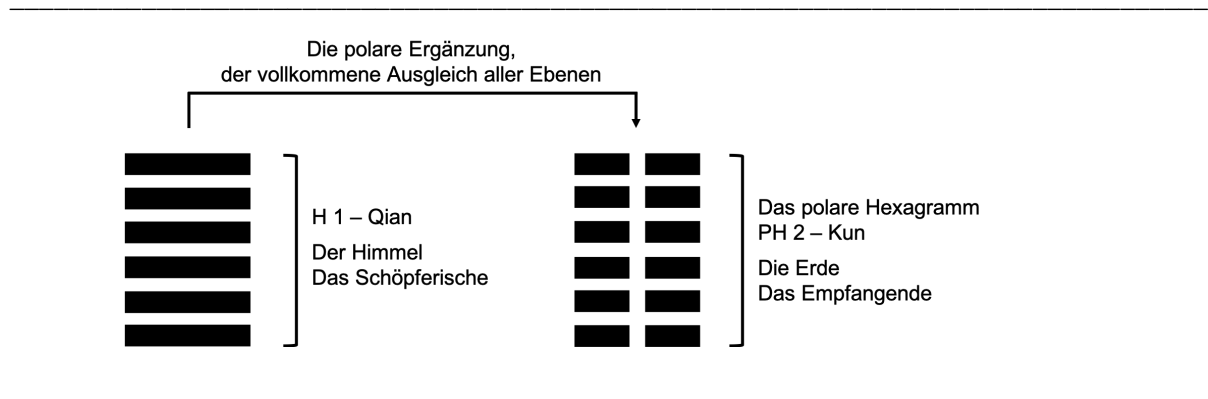 Die polare Ergänzung,
der vollkommene Ausgleich aller Ebenen
H 1 – Qian
Der Himmel
Das Schöpferische
Das polare Hexagramm
PH 2 – Kun
Die Erde
Das Empfangende